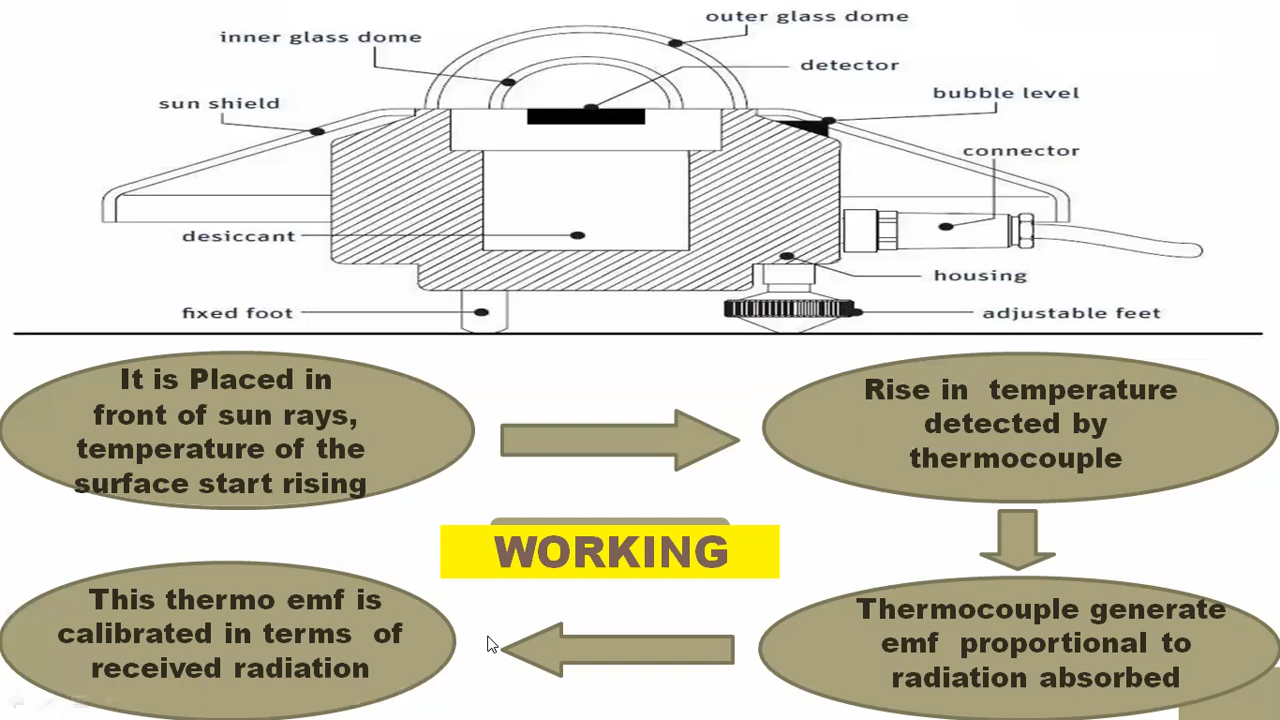 outer glass dome
inner glass dome
detector
bubble level
sun shield
connector
desiccant
housing
fixed foot
adjustable feet
It is Placed in
front of sun rays,
temperature of the
surface start rising
Rise in temperature
detected by
thermocouple
WORKING
This thermo emf is
calibrated in terms of
received radiation
Thermocouple generate
emf proportional to
radiation absorbed